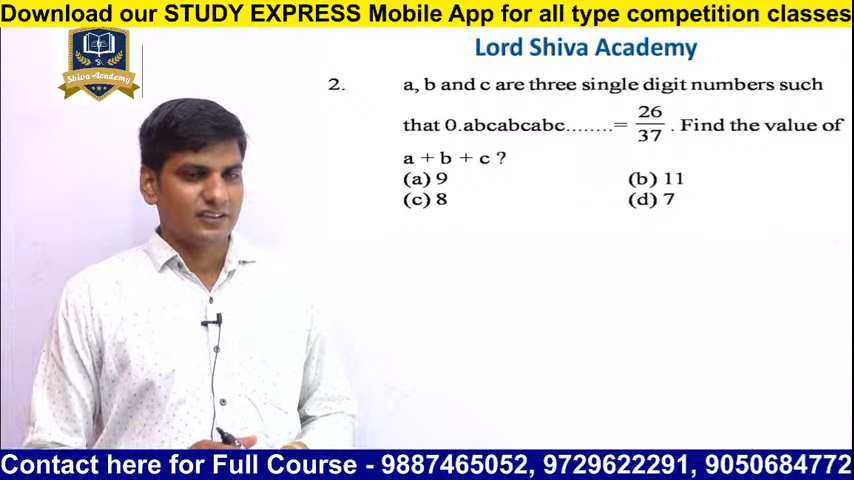 Download our STUDY EXPRESS Mobile App for all type competition classes
Lord Shiva Academy
Shiva Academy
2. a, b and c are three single digit numbers such
that 0.abcabcabc........= 26/37 . Find the value of
a + b + c ?
(a) 9 (b) 11
(c) 8 (d) 7
Contact here for Full Course - 9887465052, 9729622291, 9050684772